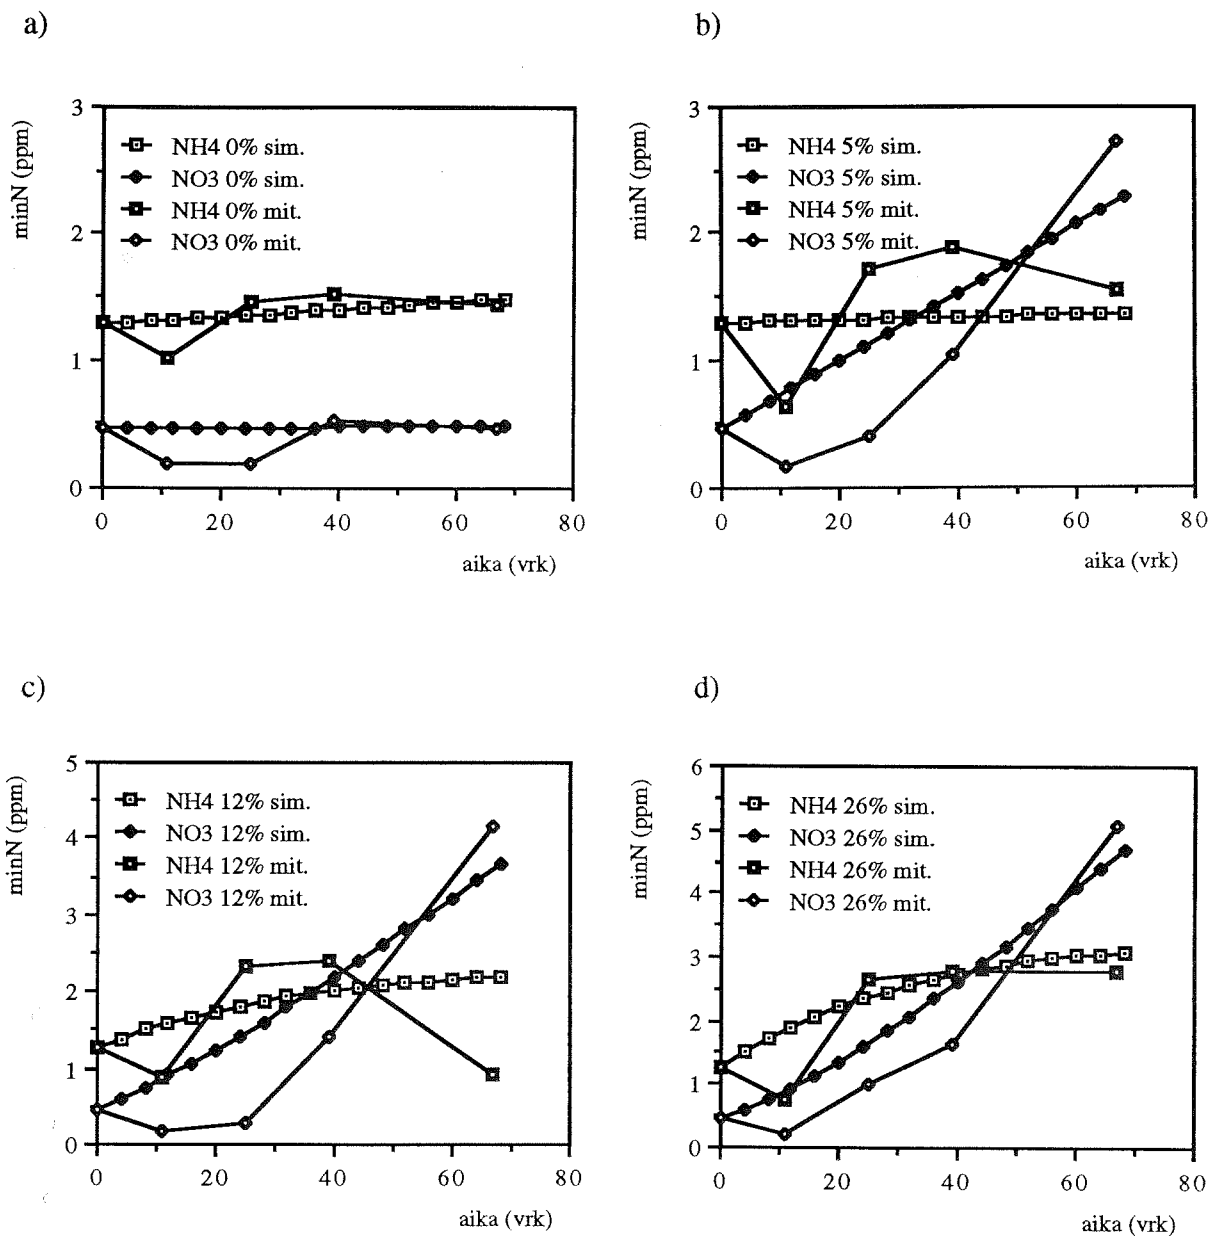 a)
minN (ppm)
3
2
1
0
NH4 0% sim.
NO3 0% sim.
NH4 0% mit.
NO3 0% mit.
0 20 40 60 80
aika (vrk)
b)
minN (ppm)
3
2
1
0
NH4 5% sim.
NO3 5% sim.
NH4 5% mit.
NO3 5% mit.
0 20 40 60 80
aika (vrk)
c)
minN (ppm)
5
4
3
2
1
0
NH4 12% sim.
NO3 12% sim.
NH4 12% mit.
NO3 12% mit.
0 20 40 60 80
aika (vrk)
d)
minN (ppm)
6
5
4
3
2
1
0
NH4 26% sim.
NO3 26% sim.
NH4 26% mit.
NO3 26% mit.
0 20 40 60 80
aika (vrk)